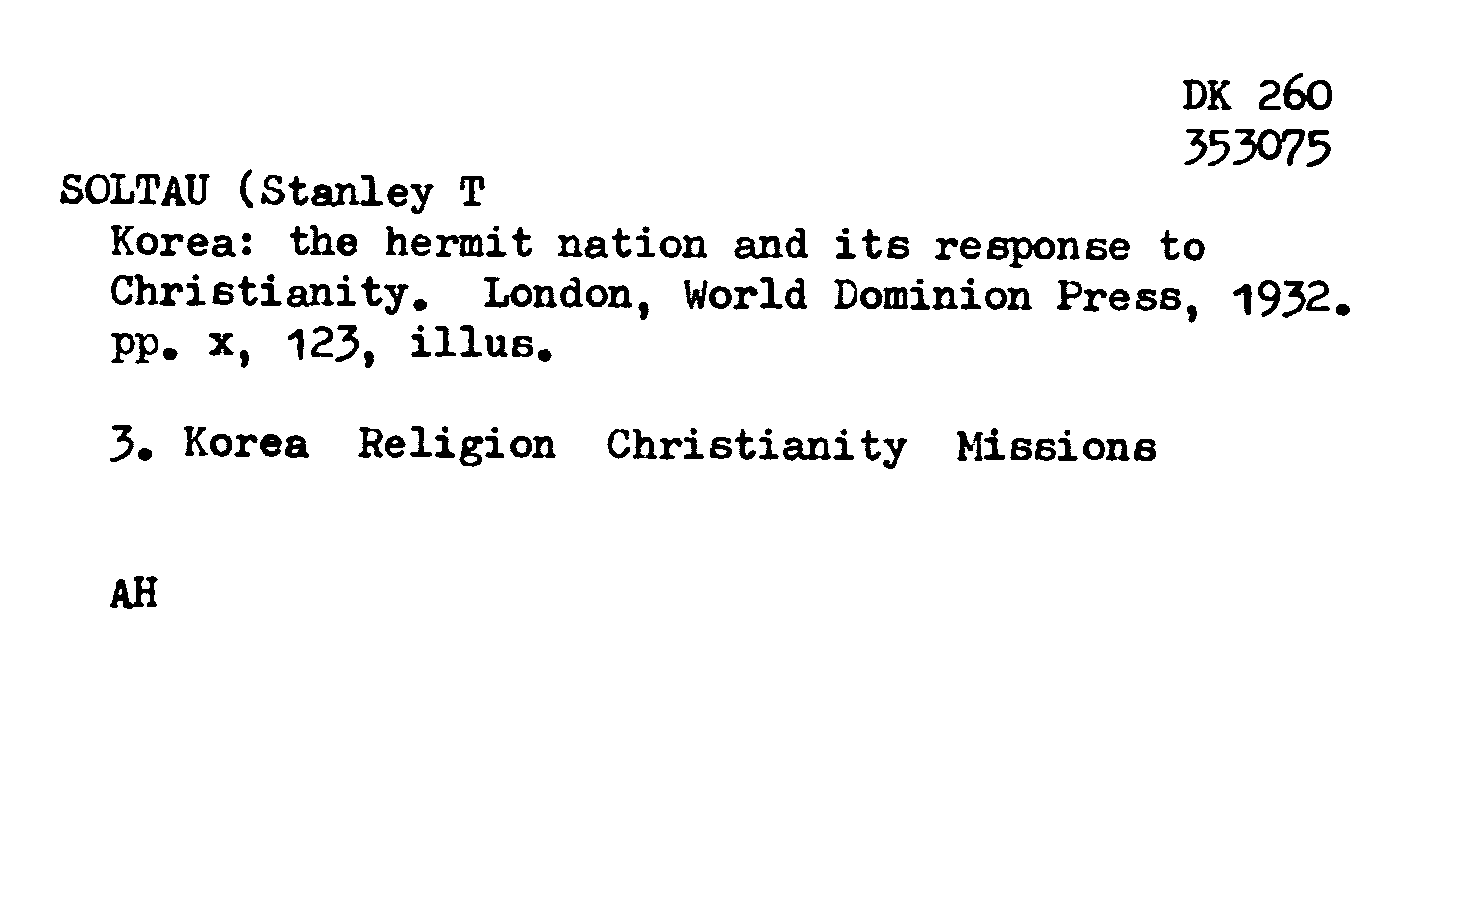 DK 260
353075
SOLTAU (Stanley T
Korea: the hermit nation and its response to
Christianity. London, World Dominion Press, 1932.
pp. x, 123, illus.
3. Korea Religion Christianity Missions
AH